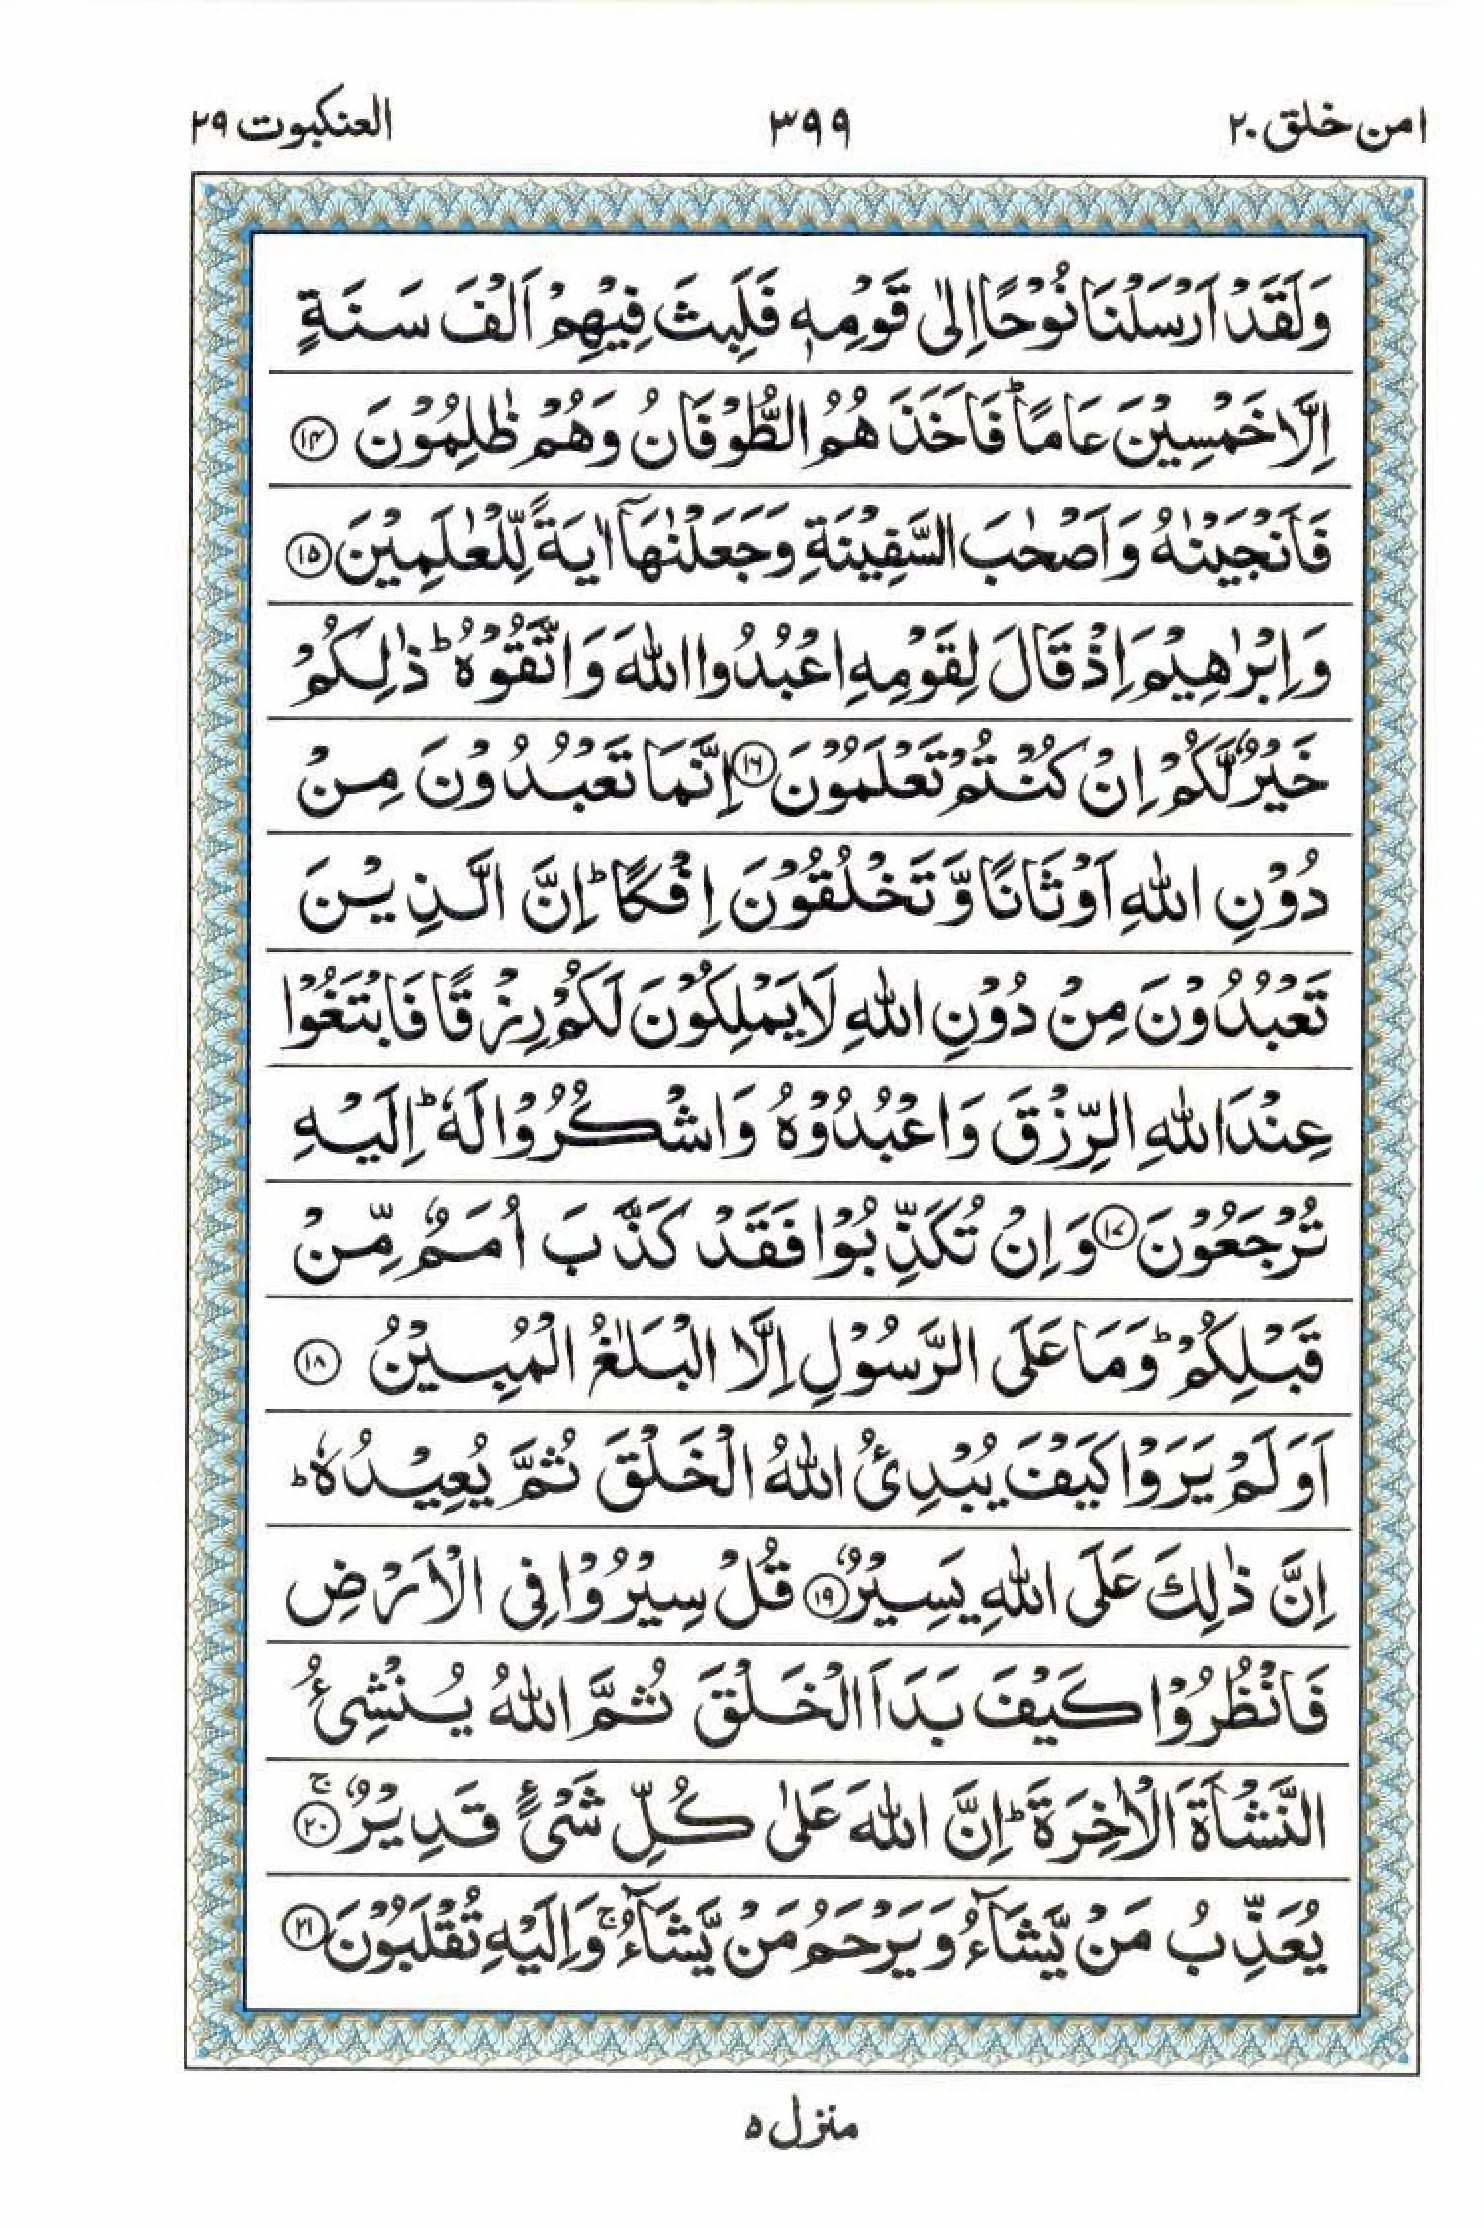 امن خلق ٢٠ ٣٩٩ العنكبوت ٢٩
وَلَقَدْ اَرْسَلْنَا نُوْحًا اِلٰى قَوْمِهٖ فَلَبِثَ فِيْهِمْ اَلْفَ سَنَةٍ
اِلَّا خَمْسِيْنَ عَامًا ؕ فَاَخَذَهُمُ الطُّوْفَانُ وَهُمْ ظٰلِمُوْنَ ۝١٤
فَاَنْجَيْنٰهُ وَاَصْحٰبَ السَّفِيْنَةِ وَجَعَلْنٰهَاۤ اٰيَةً لِّلْعٰلَمِيْنَ ۝١٥
وَاِبْرٰهِيْمَ اِذْ قَالَ لِقَوْمِهِ اعْبُدُوا اللّٰهَ وَاتَّقُوْهُ ؕ ذٰلِكُمْ
خَيْرٌ لَّكُمْ اِنْ كُنْتُمْ تَعْلَمُوْنَ ۝١٦ اِنَّمَا تَعْبُدُوْنَ مِنْ
دُوْنِ اللّٰهِ اَوْثَانًا وَّتَخْلُقُوْنَ اِفْكًا ؕ اِنَّ الَّذِيْنَ
تَعْبُدُوْنَ مِنْ دُوْنِ اللّٰهِ لَا يَمْلِكُوْنَ لَكُمْ رِزْقًا فَابْتَغُوْا
عِنْدَ اللّٰهِ الرِّزْقَ وَاعْبُدُوْهُ وَاشْكُرُوْا لَهٗ ؕ اِلَيْهِ
تُرْجَعُوْنَ ۝١٧ وَاِنْ تُكَذِّبُوْا فَقَدْ كَذَّبَ اُمَمٌ مِّنْ
قَبْلِكُمْ ؕ وَمَا عَلَى الرَّسُوْلِ اِلَّا الْبَلٰغُ الْمُبِيْنُ ۝١٨
اَوَلَمْ يَرَوْا كَيْفَ يُبْدِئُ اللّٰهُ الْخَلْقَ ثُمَّ يُعِيْدُهٗ ؕ
اِنَّ ذٰلِكَ عَلَى اللّٰهِ يَسِيْرٌ ۝١٩ قُلْ سِيْرُوْا فِى الْاَرْضِ
فَانْظُرُوْا كَيْفَ بَدَاَ الْخَلْقَ ثُمَّ اللّٰهُ يُنْشِئُ
النَّشْاَةَ الْاٰخِرَةَ ؕ اِنَّ اللّٰهَ عَلٰى كُلِّ شَىْءٍ قَدِيْرٌ ۝٢٠ۚ
يُعَذِّبُ مَنْ يَّشَآءُ وَيَرْحَمُ مَنْ يَّشَآءُ ۚ وَاِلَيْهِ تُقْلَبُوْنَ ۝٢١
منزل ٥